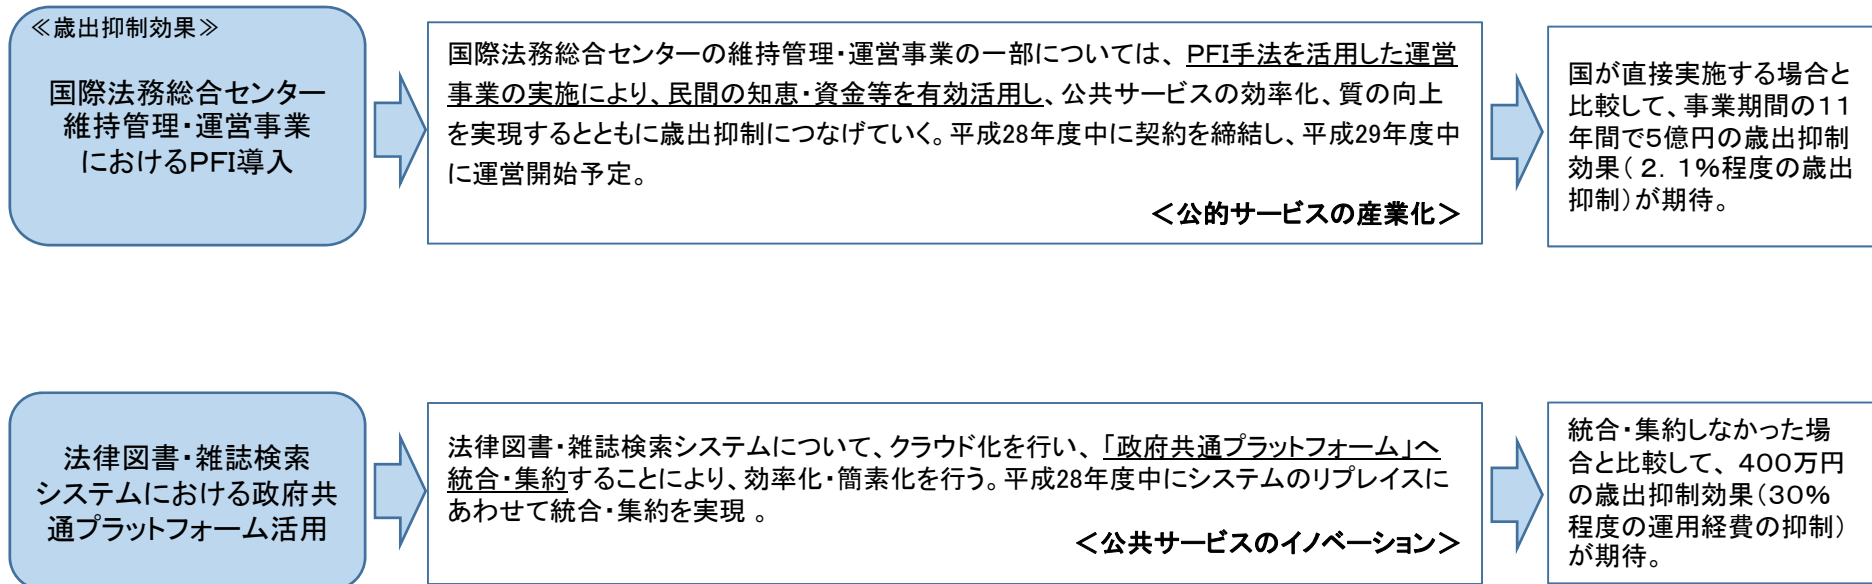 ≪歳出抑制効果≫
国際法務総合センター
維持管理・運営事業
におけるPFI導入
国際法務総合センターの維持管理・運営事業の一部については、PFI手法を活用した運営
事業の実施により、民間の知恵・資金等を有効活用し、公共サービスの効率化、質の向上
を実現するとともに歳出抑制につなげていく。平成28年度中に契約を締結し、平成29年度中
に運営開始予定。
＜公的サービスの産業化＞
国が直接実施する場合と
比較して、事業期間の11
年間で5億円の歳出抑制
効果（２．１％程度の歳出
抑制）が期待。
法律図書・雑誌検索
システムにおける政府共
通プラットフォーム活用
法律図書・雑誌検索システムについて、クラウド化を行い、「政府共通プラットフォーム」へ
統合・集約することにより、効率化・簡素化を行う。平成28年度中にシステムのリプレイスに
あわせて統合・集約を実現 。
＜公共サービスのイノベーション＞
統合・集約しなかった場
合と比較して、４００万円
の歳出抑制効果（30％
程度の運用経費の抑制）
が期待。